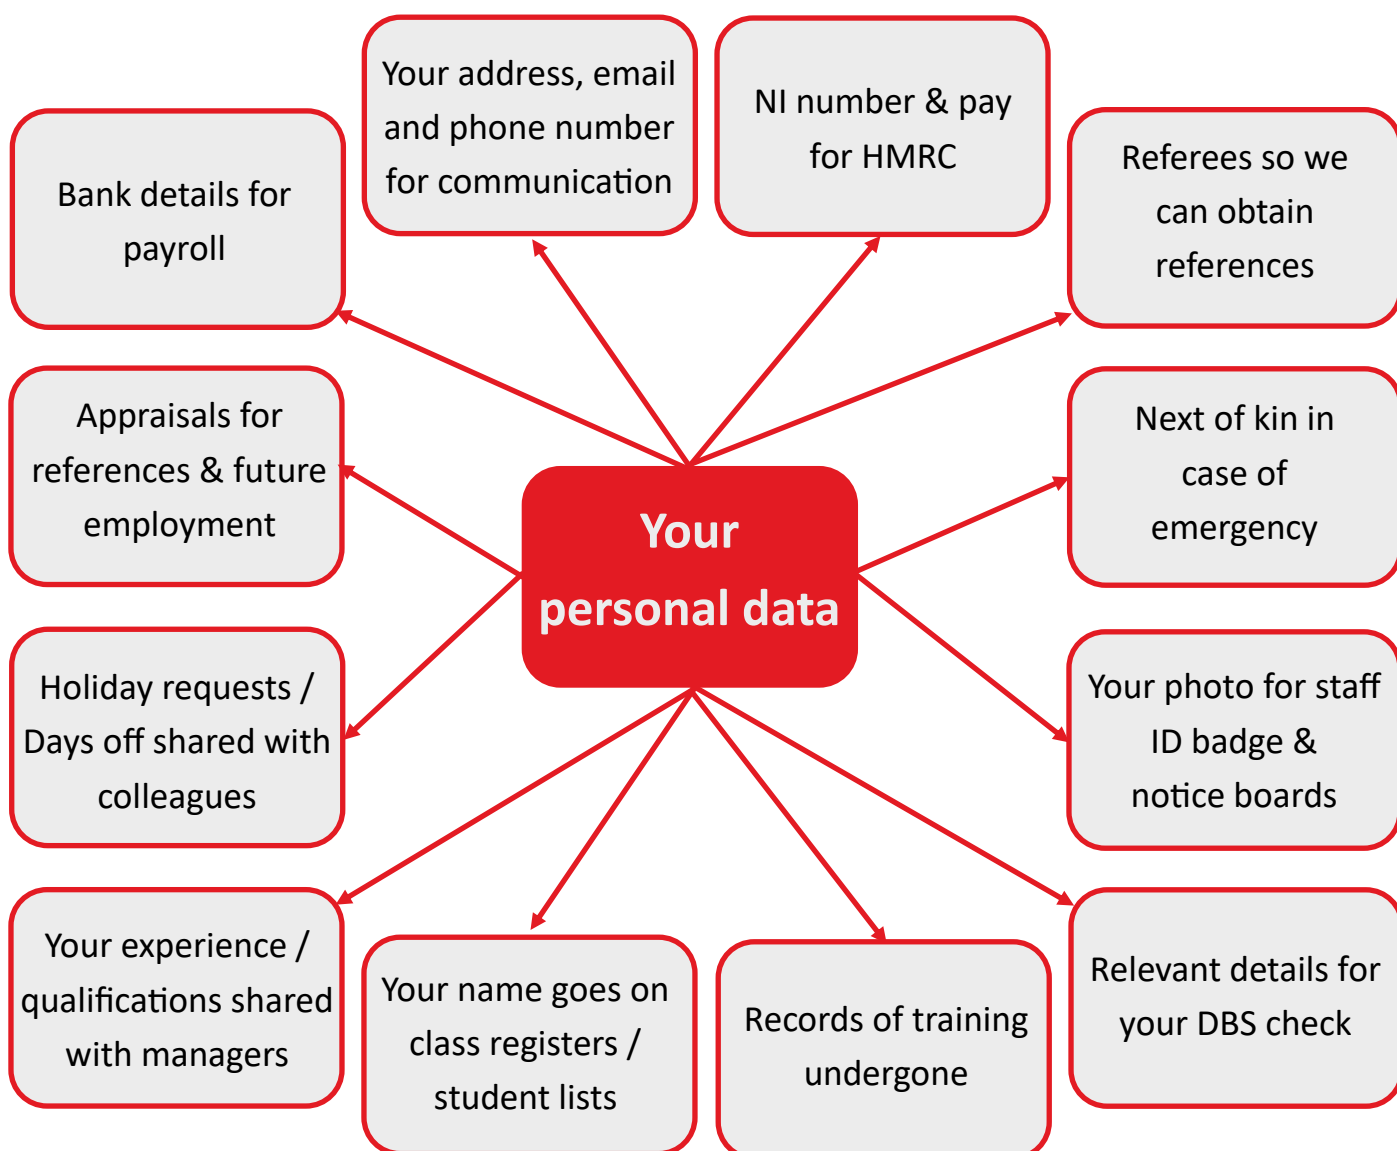 Your address, email
and phone number
for communication
NI number & pay
for HMRC
Bank details for
payroll
Referees so we
can obtain
references
Appraisals for
references & future
employment
Next of kin in
case of
emergency
Your
personal data
Holiday requests /
Days off shared with
colleagues
Your photo for staff
ID badge &
notice boards
Your experience /
qualifications shared
with managers
Your name goes on
class registers /
student lists
Records of training
undergone
Relevant details for
your DBS check